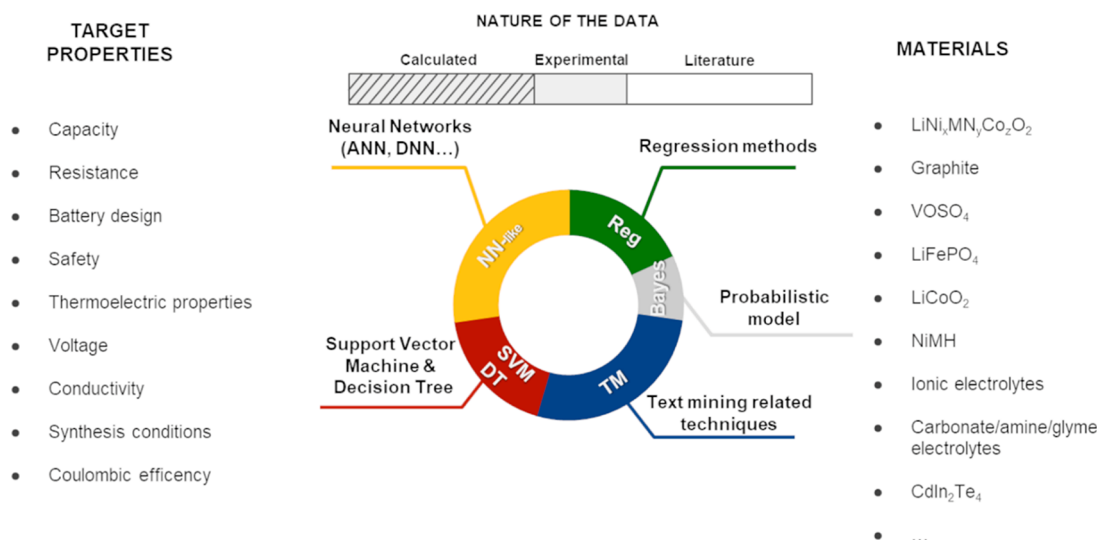 TARGET
PROPERTIES
Capacity
Resistance
Battery design
Safety
Thermoelectric properties
Voltage
Conductivity
Synthesis conditions
Coulombic efficency
NATURE OF THE DATA
Calculated
Experimental
Literature
Neural Networks
(ANN, DNN…)
Regression methods
NN-like
Reg
Bayes
Probabilistic
model
Support Vector
Machine &
Decision Tree
SVM
DT
TM
Text mining related
techniques
MATERIALS
LiNiₓMNᵧCo_zO₂
Graphite
VOSO₄
LiFePO₄
LiCoO₂
NiMH
Ionic electrolytes
Carbonate/amine/glyme
electrolytes
CdIn₂Te₄
…